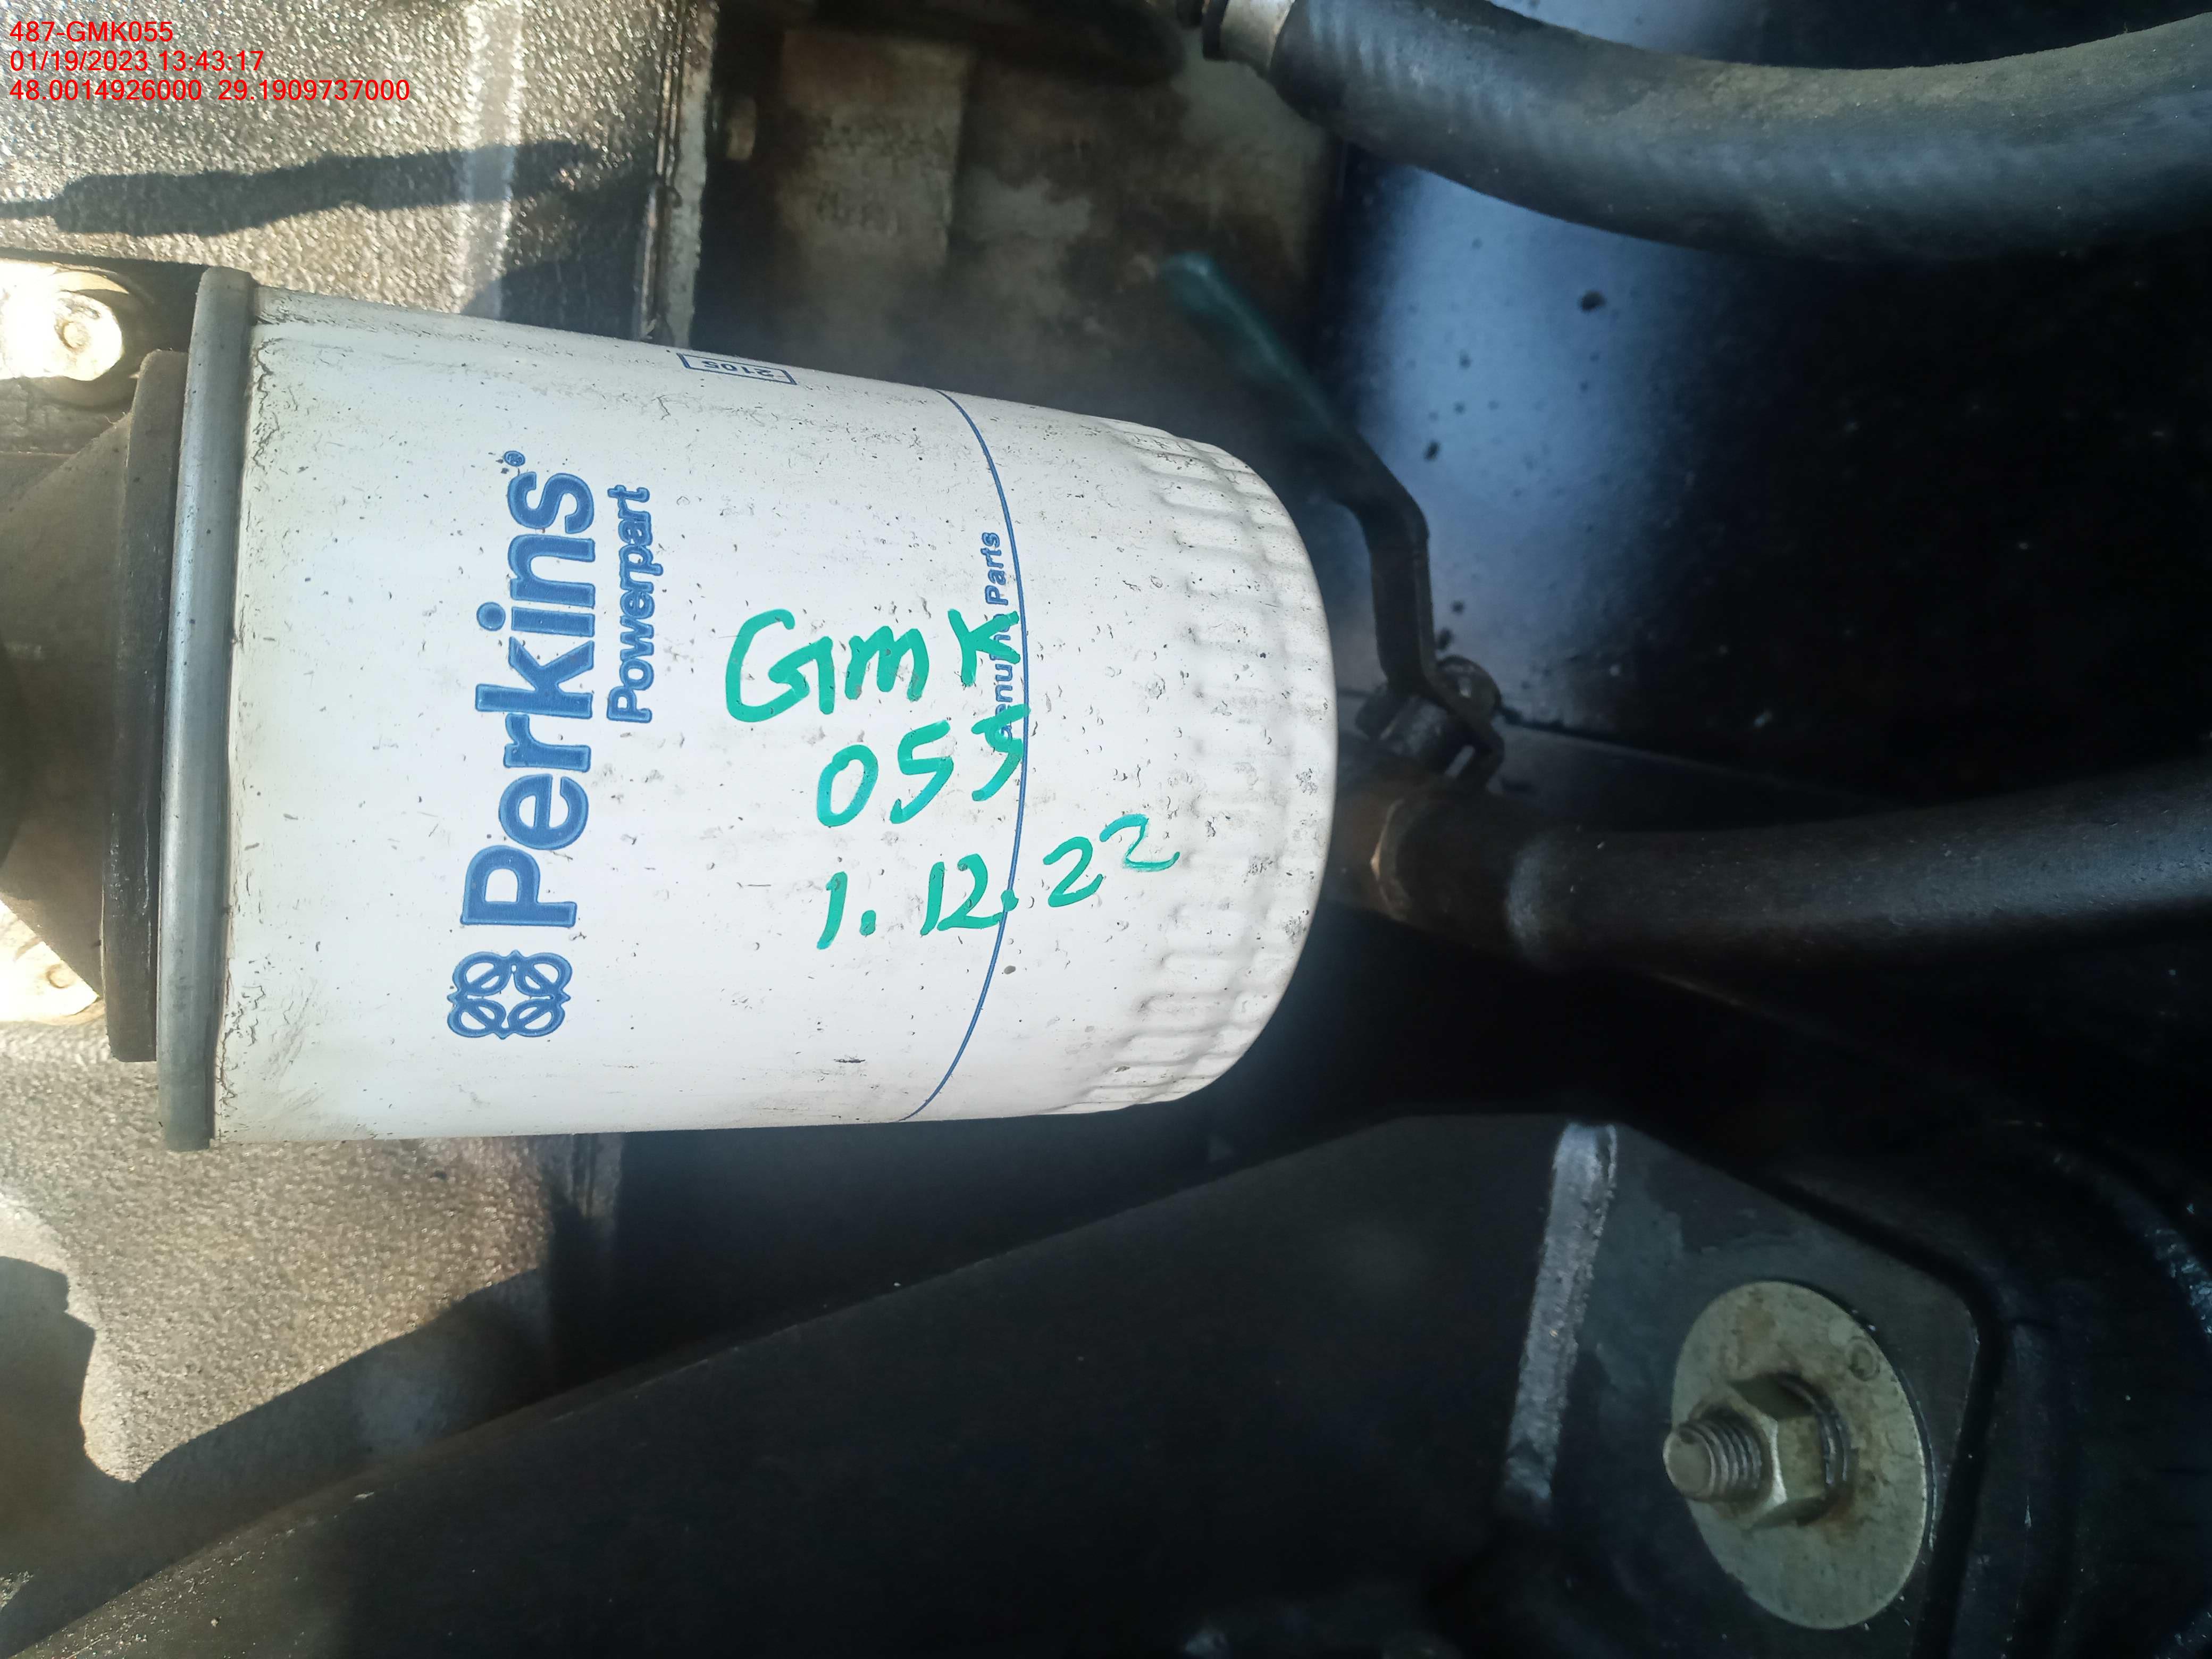 487-GMK055
01/19/2023 13:43:17
48.0014926000 29.1909737000
2105
Perkins®
Powerpart
Genuine Parts
GMK
055
1.12.22